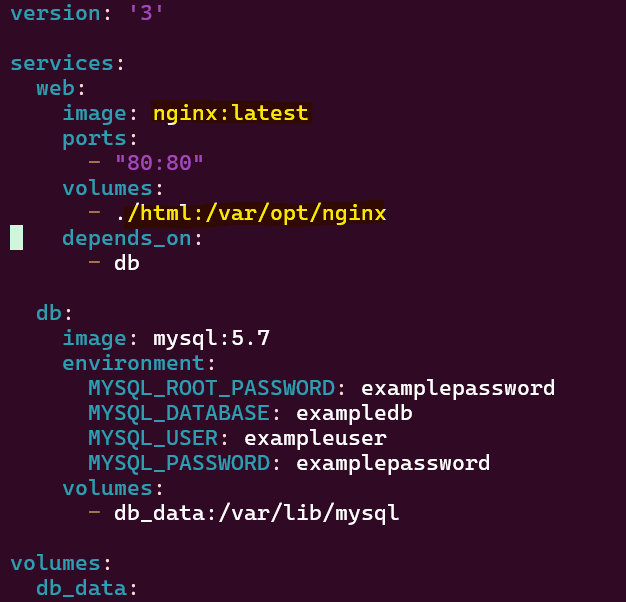 version: '3'
services:
web:
image: nginx:latest
ports:
- "80:80"
volumes:
- ./html:/var/opt/nginx
depends_on:
- db
db:
image: mysql:5.7
environment:
MYSQL_ROOT_PASSWORD: examplepassword
MYSQL_DATABASE: exampledb
MYSQL_USER: exampleuser
MYSQL_PASSWORD: examplepassword
volumes:
- db_data:/var/lib/mysql
volumes:
db_data: